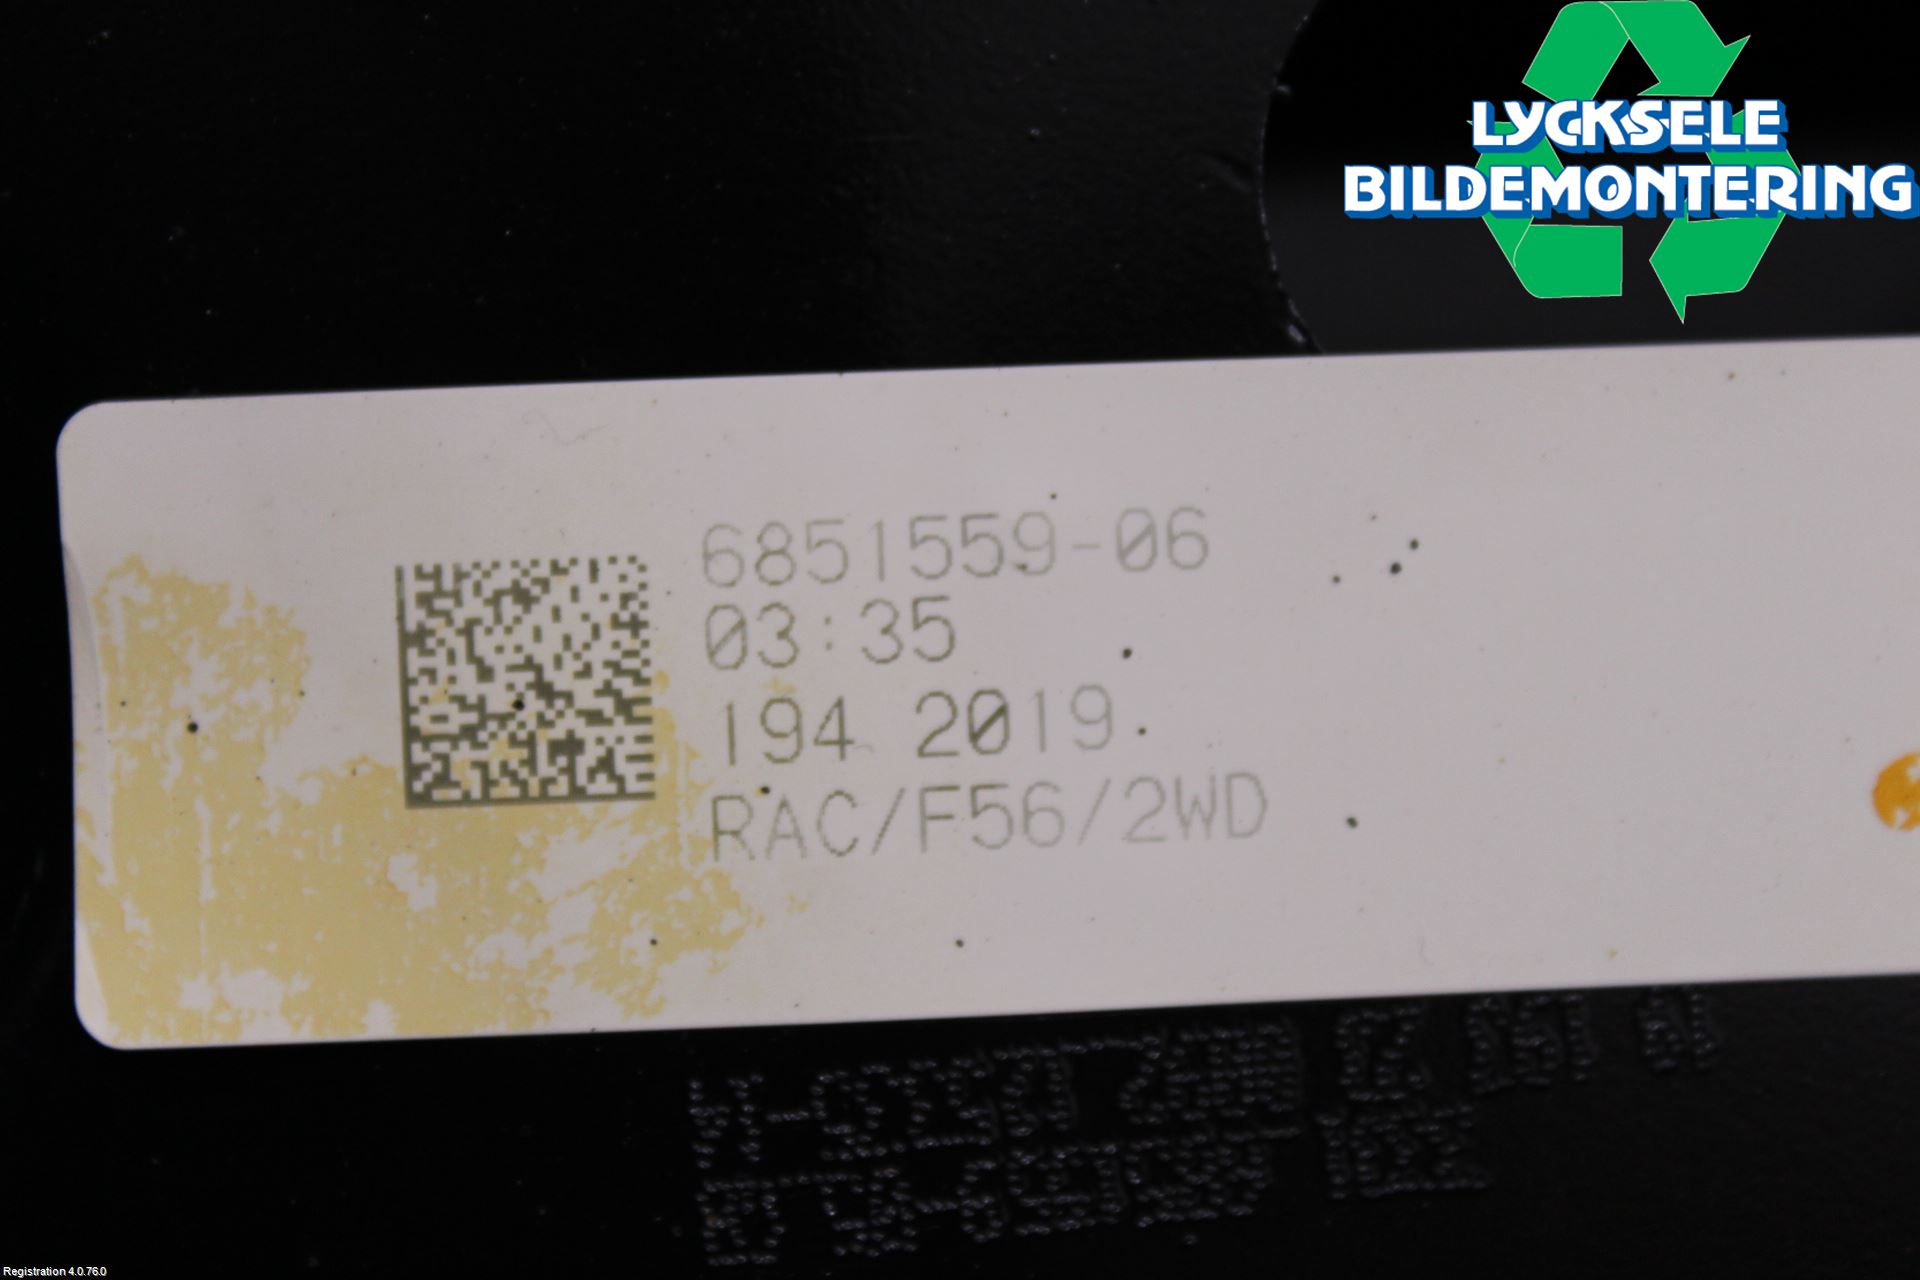 LYCKSELE
BILDEMONTERING
6851559-06
03:35
194 2019
RAC/F56/2WD
Registration 4.0.76.0